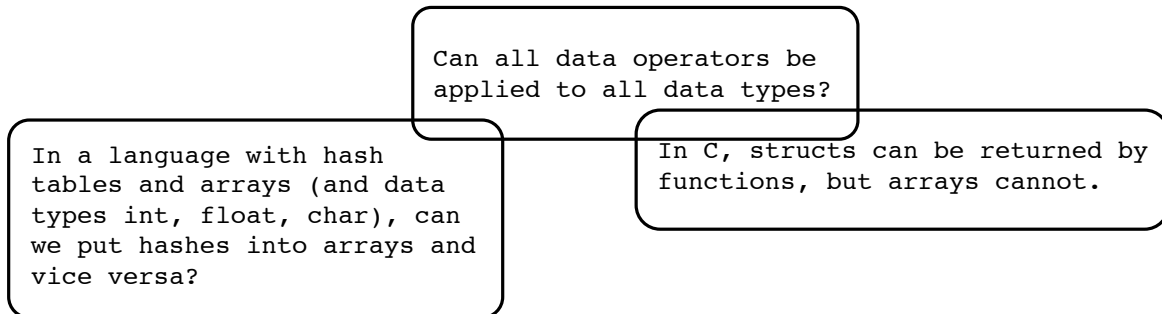 Can all data operators be
applied to all data types?
In a language with hash
tables and arrays (and data
types int, float, char), can
we put hashes into arrays and
vice versa?
In C, structs can be returned by
functions, but arrays cannot.